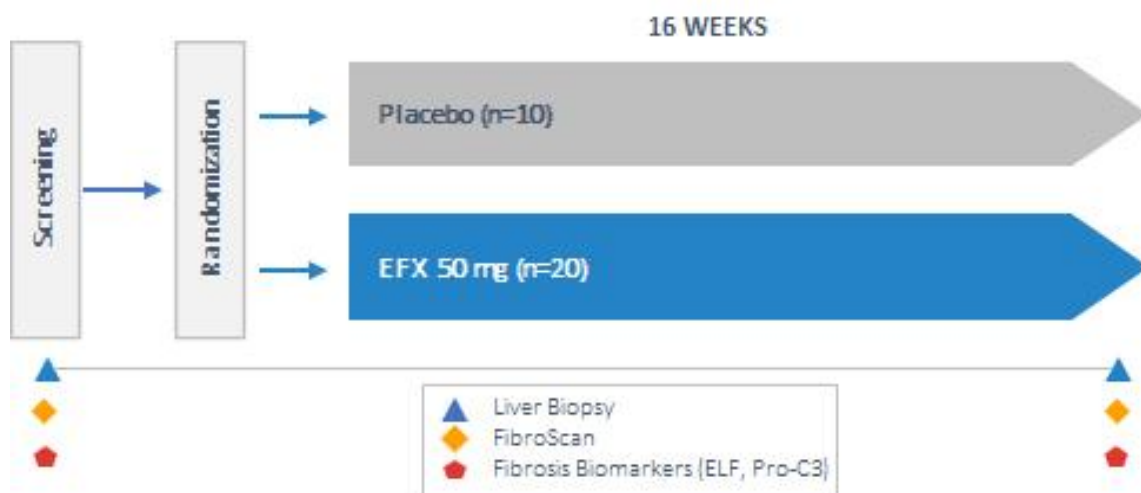 16 WEEKS
Screening
Randomization
Placebo (n=10)
EFX 50 mg (n=20)
Liver Biopsy
FibroScan
Fibrosis Biomarkers (ELF, Pro-C3)